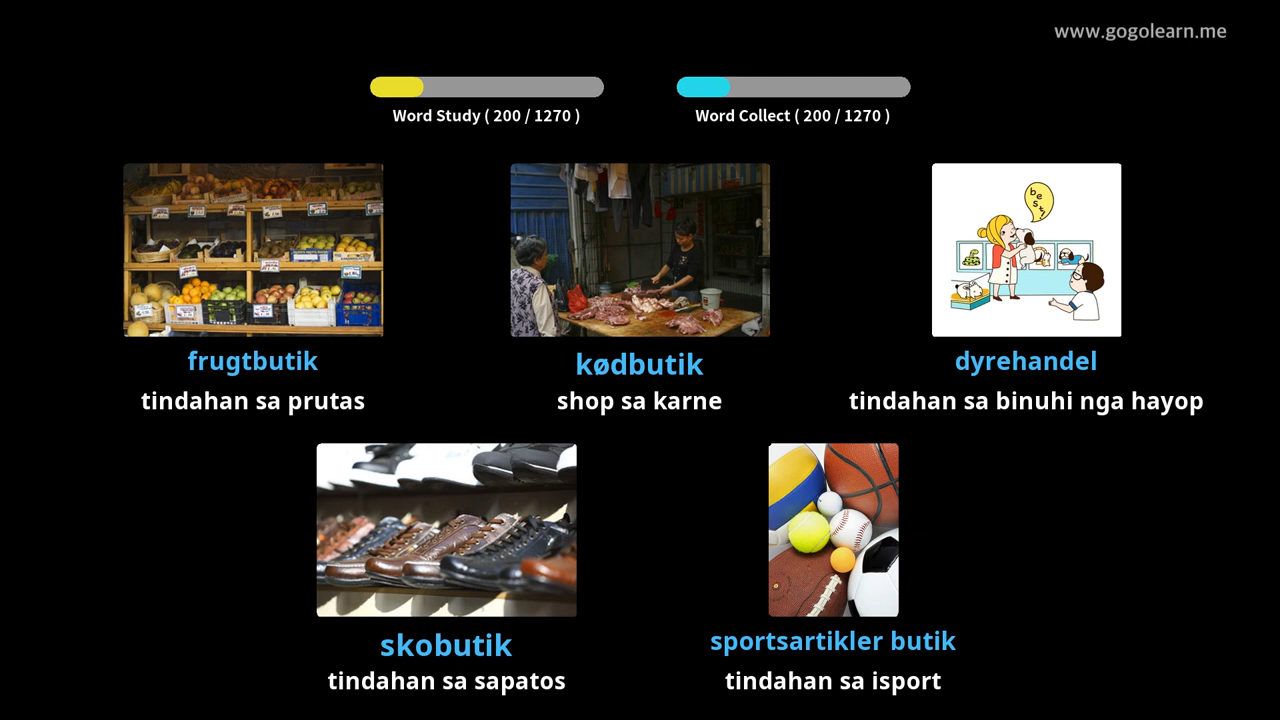 www.gogolearn.me
Word Study ( 200 / 1270 )
Word Collect ( 200 / 1270 )
best
frugtbutik
tindahan sa prutas
kødbutik
shop sa karne
dyrehandel
tindahan sa binuhi nga hayop
skobutik
tindahan sa sapatos
sportsartikler butik
tindahan sa isport